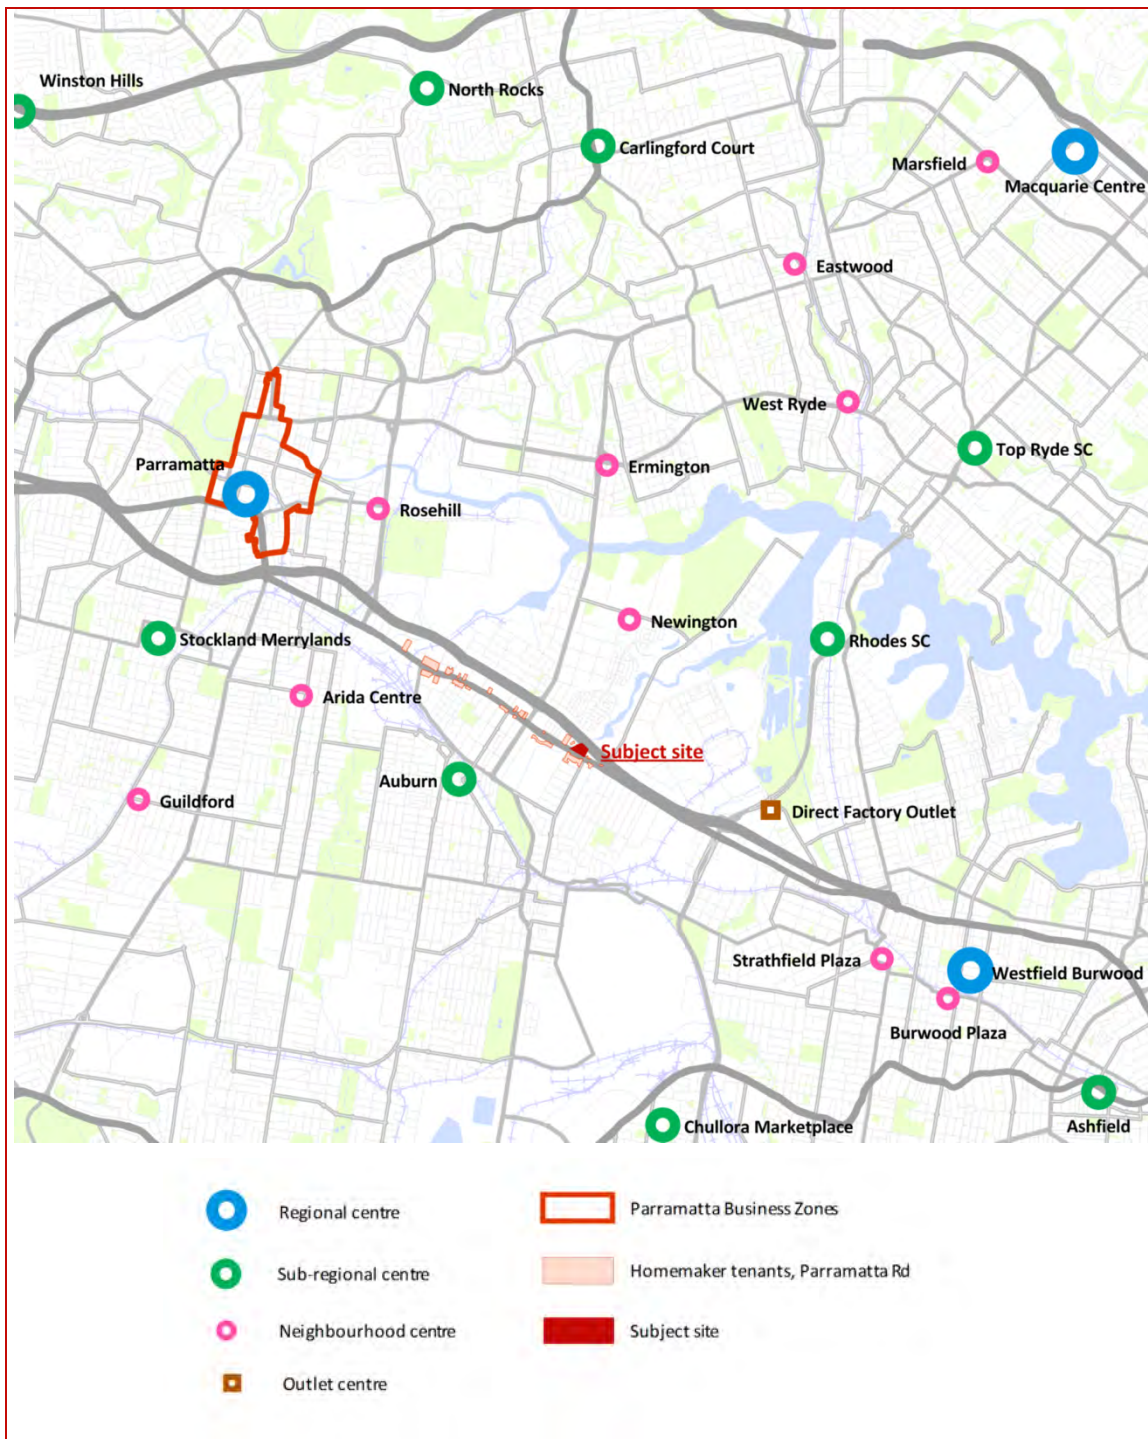 Winston Hills
North Rocks
Carlingford Court
Marsfield
Macquarie Centre
Eastwood
West Ryde
Top Ryde SC
Parramatta
Ermington
Rosehill
Newington
Stockland Merrylands
Rhodes SC
Arida Centre
Subject site
Auburn
Guildford
Direct Factory Outlet
Strathfield Plaza
Westfield Burwood
Burwood Plaza
Chullora Marketplace
Ashfield
Regional centre
Parramatta Business Zones
Sub-regional centre
Homemaker tenants, Parramatta Rd
Neighbourhood centre
Subject site
Outlet centre